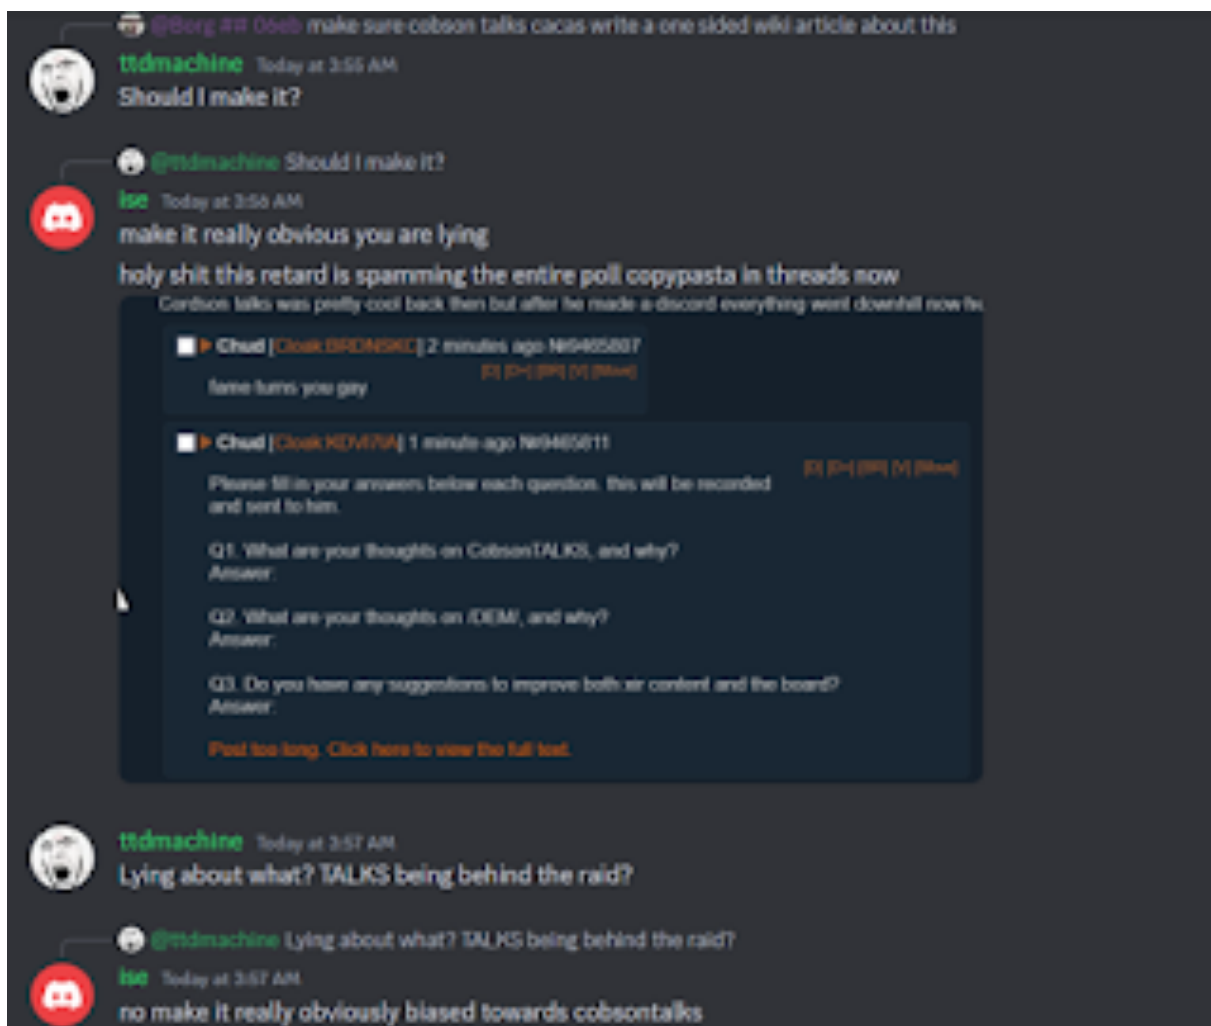 @Borg ## 06eb make sure cobson talks cacas write a one sided wiki article about this
ttdmachine Today at 3:55 AM
Should I make it?
@ttdmachine Should I make it?
ise Today at 3:56 AM
make it really obvious you are lying
holy shit this retard is spamming the entire poll copypasta in threads now
talks was pretty cool back then but after he made a discord everything went downhill now
Chud [Cloak: 2 minutes ago
[D] [D+] [Move]
fame turns you gay
Chud [Cloak: 1 minute ago
[D] [D+] [Move]
Please fill in your answers below each question. this will be recorded
and sent to him.
Q1. What are your thoughts on CobsonTALKS, and why?
Answer:
Q2. What are your thoughts on /DEM/, and why?
Answer:
Q3. Do you have any suggestions to improve both xir content and the board?
Answer:
Post too long. Click here to view the full text.
ttdmachine Today at 3:57 AM
Lying about what? TALKS being behind the raid?
@ttdmachine Lying about what? TALKS being behind the raid?
ise Today at 3:57 AM
no make it really obviously biased towards cobsontalks